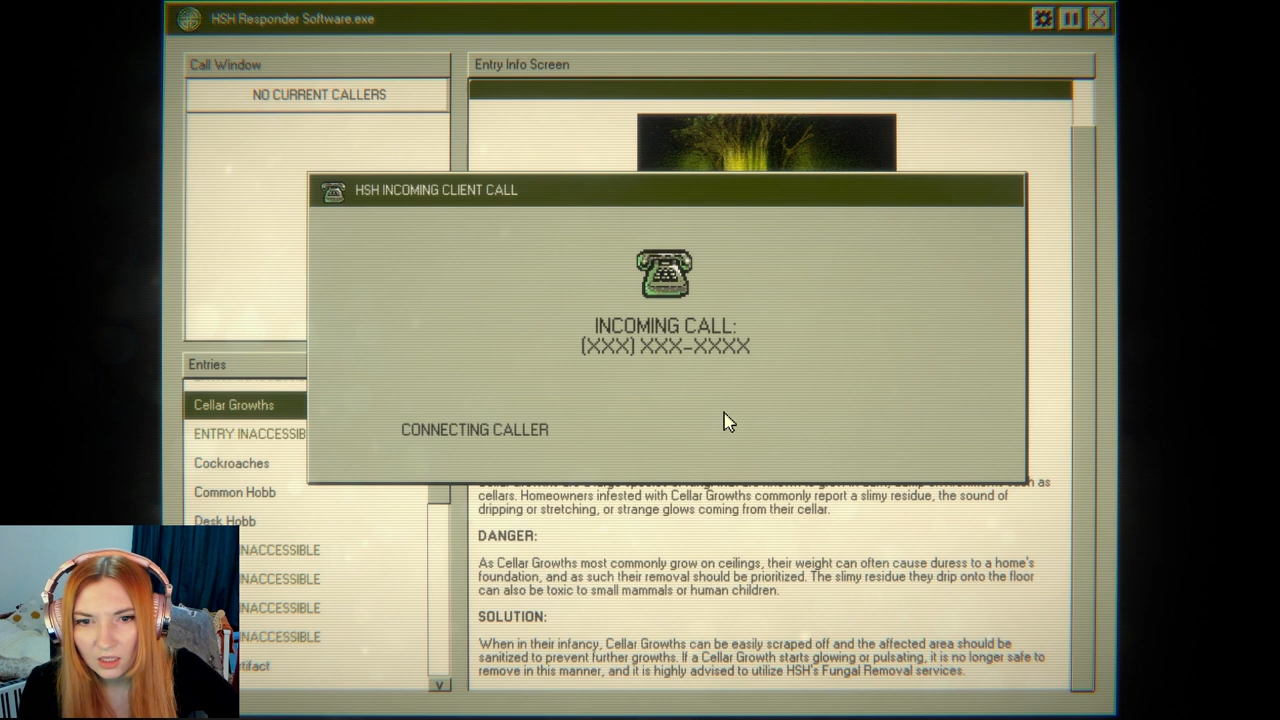 HSH Responder Software.exe
Call Window
Entry Info Screen
NO CURRENT CALLERS
HSH INCOMING CLIENT CALL
INCOMING CALL:
(XXX) XXX-XXXX
CONNECTING CALLER
Entries
Cellar Growths
ENTRY INACCESSIB
Cockroaches
Common Hobb
Desk Hobb
INACCESSIBLE
INACCESSIBLE
INACCESSIBLE
INACCESSIBLE
rtifact
cellars. Homeowners infested with Cellar Growths commonly report a slimy residue, the sound of
dripping or stretching, or strange glows coming from their cellar.
DANGER:
As Cellar Growths most commonly grow on ceilings, their weight can often cause duress to a home's
foundation, and as such their removal should be prioritized. The slimy residue they drip onto the floor
can also be toxic to small mammals or human children.
SOLUTION:
When in their infancy, Cellar Growths can be easily scraped off and the affected area should be
sanitized to prevent further growths. If a Cellar Growth starts glowing or pulsating, it is no longer safe to
remove in this manner, and it is highly advised to utilize HSH's Fungal Removal services.